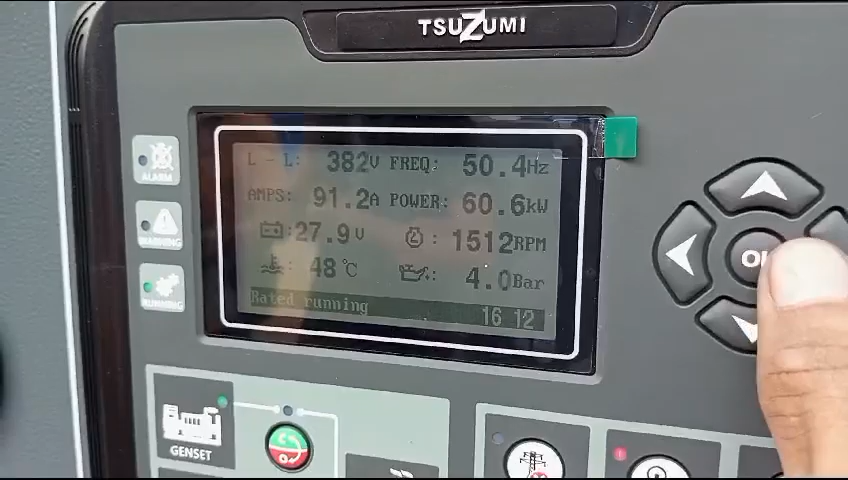 TSUZUMI
L - L: 382V FREQ: 50.4Hz
AMPS: 91.2A POWER: 60.6kW
:27.9V : 1512RPM
: 48°C : 4.0Bar
Rated running 16 12
ALARM
WARNING
RUNNING
GENSET